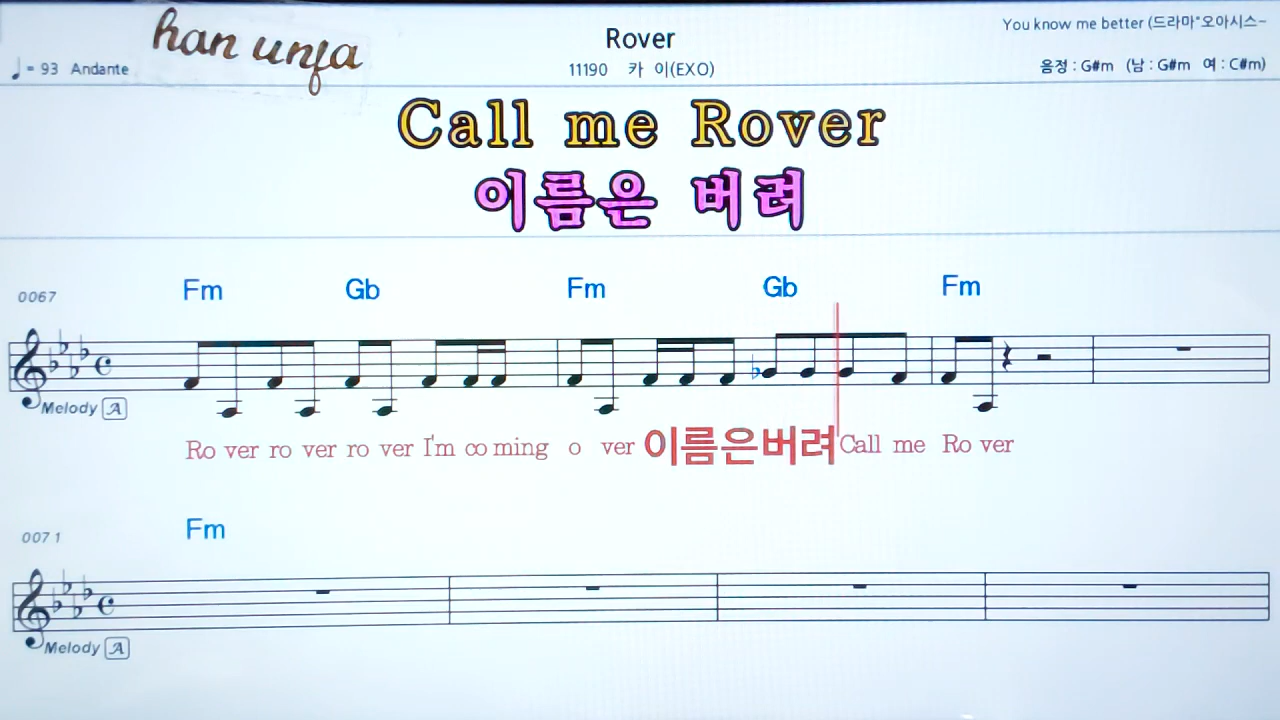 han unja
Rover
You know me better (드라마"오아시스~
♩= 93 Andante
11190 카 이(EXO)
음정 : G#m (남 : G#m 여 : C#m)
Call me Rover
이름은 버려
0067 Fm Gb Fm Gb Fm
Melody A
Ro ver ro ver ro ver I'm co ming o ver 이름은버려 Call me Ro ver
0071 Fm
Melody A